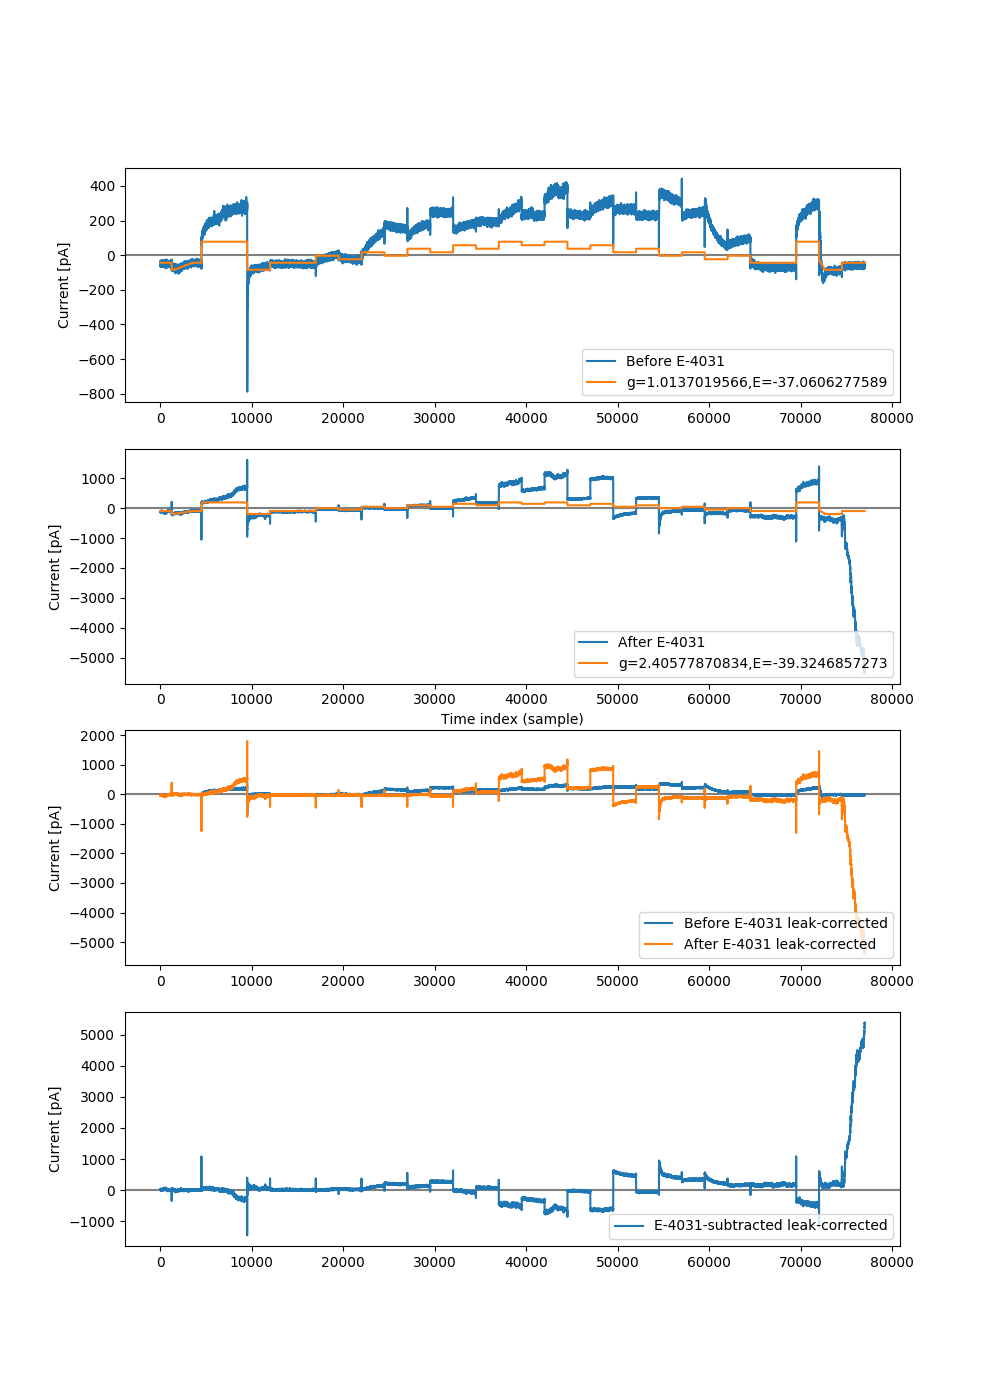 400
200
0
−200
−400
−600
−800
Current [pA]
Before E-4031
g=1.0137019566,E=-37.0606277589
0 10000 20000 30000 40000 50000 60000 70000 80000
1000
0
−1000
−2000
−3000
−4000
−5000
Current [pA]
After E-4031
g=2.40577870834,E=-39.3246857273
0 10000 20000 30000 40000 50000 60000 70000 80000
Time index (sample)
2000
1000
0
−1000
−2000
−3000
−4000
−5000
Current [pA]
Before E-4031 leak-corrected
After E-4031 leak-corrected
0 10000 20000 30000 40000 50000 60000 70000 80000
5000
4000
3000
2000
1000
0
−1000
Current [pA]
E-4031-subtracted leak-corrected
0 10000 20000 30000 40000 50000 60000 70000 80000